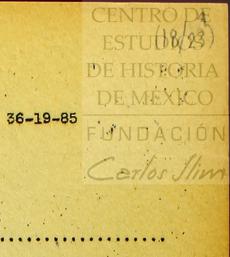 CENTRO DE
ESTUDIOS
DE HISTORIA
DE MÉXICO
36-19-85
FUNDACIÓN
Carlos Slim